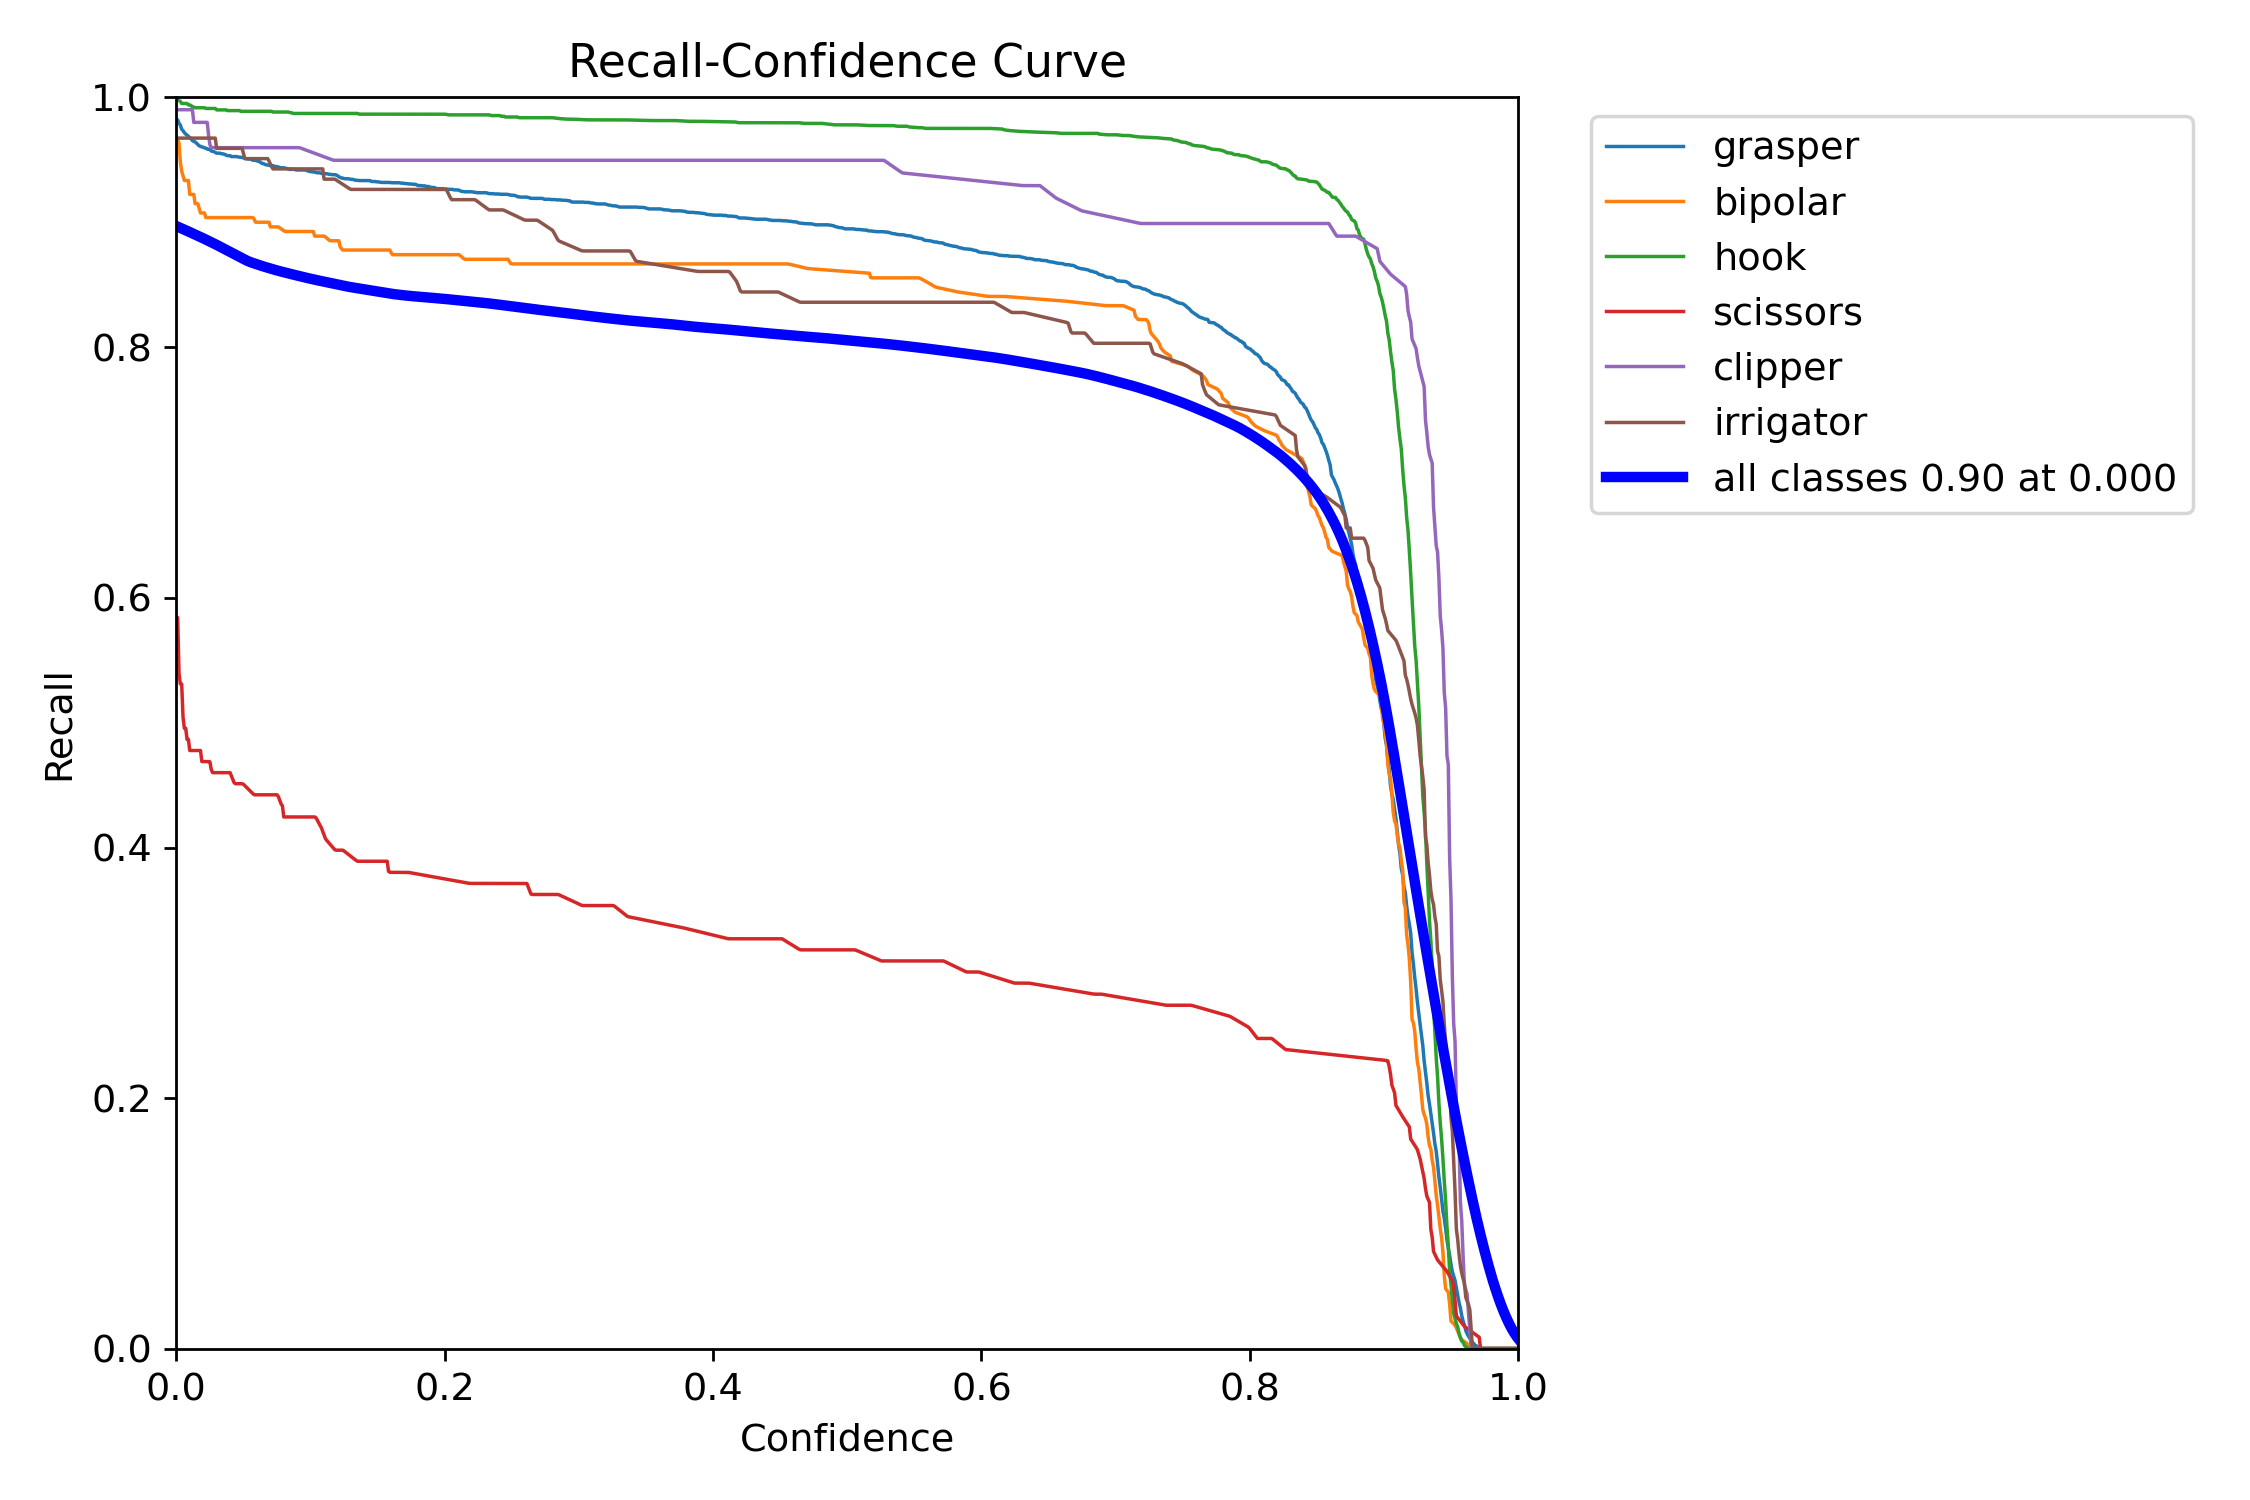 Recall-Confidence Curve
1.0
0.8
0.6
0.4
0.2
0.0
Recall
0.0 0.2 0.4 0.6 0.8 1.0
Confidence
grasper
bipolar
hook
scissors
clipper
irrigator
all classes 0.90 at 0.000